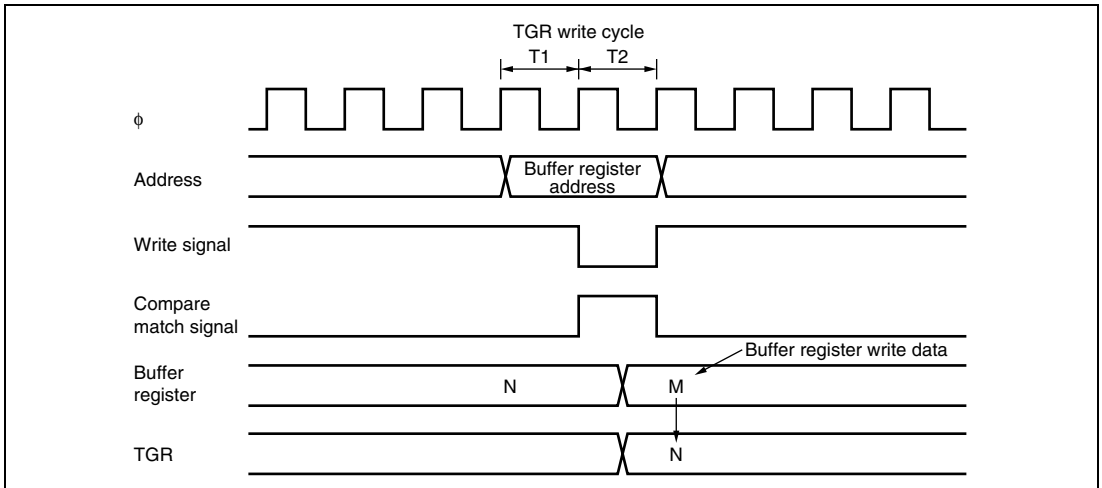 TGR write cycle
T1
T2
ϕ
Address
Buffer register
address
Write signal
Compare
match signal
Buffer register write data
Buffer
register
N
M
TGR
N